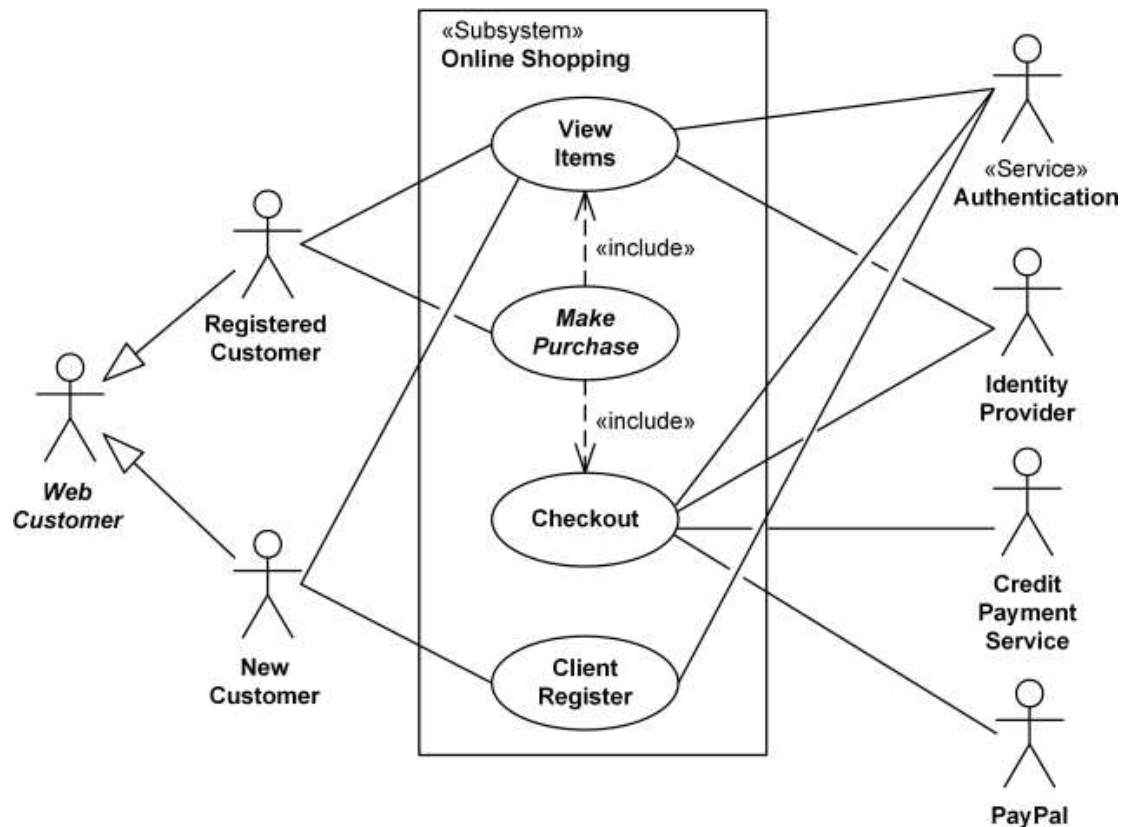 «Subsystem»
Online Shopping
View
Items
«include»
Make
Purchase
«include»
Checkout
Client
Register
Registered
Customer
Web
Customer
New
Customer
«Service»
Authentication
Identity
Provider
Credit
Payment
Service
PayPal